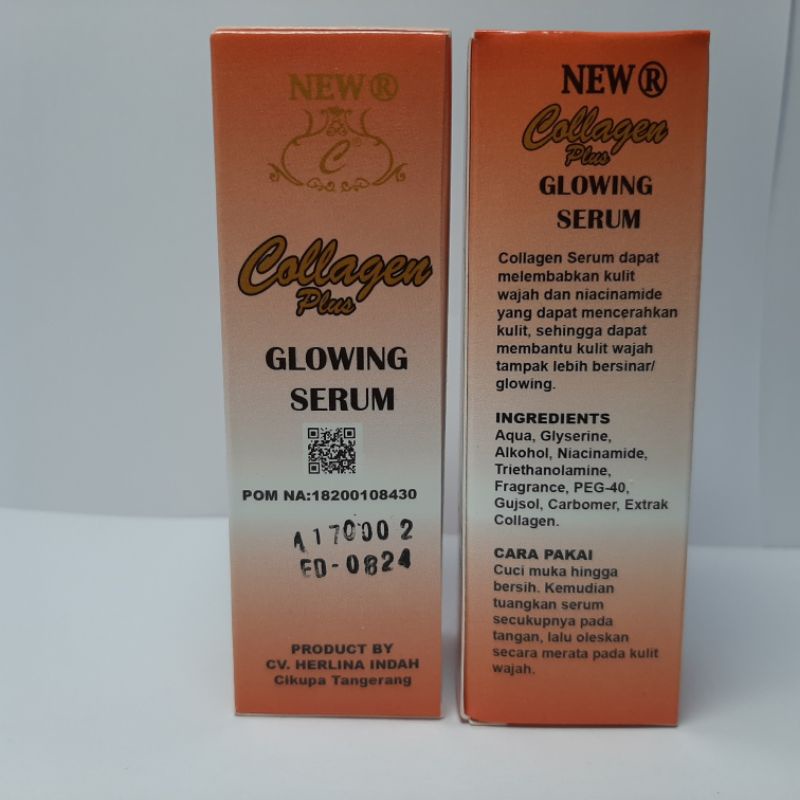 NEW ®
C
Collagen
Plus
GLOWING
SERUM
POM NA:18200108430
A170002
ED-0824
PRODUCT BY
CV. HERLINA INDAH
Cikupa Tangerang
NEW ®
Collagen
Plus
GLOWING
SERUM
Collagen Serum dapat
melembabkan kulit
wajah dan niacinamide
yang dapat mencerahkan
kulit, sehingga dapat
membantu kulit wajah
tampak lebih bersinar/
glowing.
INGREDIENTS
Aqua, Glyserine,
Alkohol, Niacinamide,
Triethanolamine,
Fragrance, PEG-40,
Gujsol, Carbomer, Extrak
Collagen.
CARA PAKAI
Cuci muka hingga
bersih. Kemudian
tuangkan serum
secukupnya pada
tangan, lalu oleskan
secara merata pada kulit
wajah.